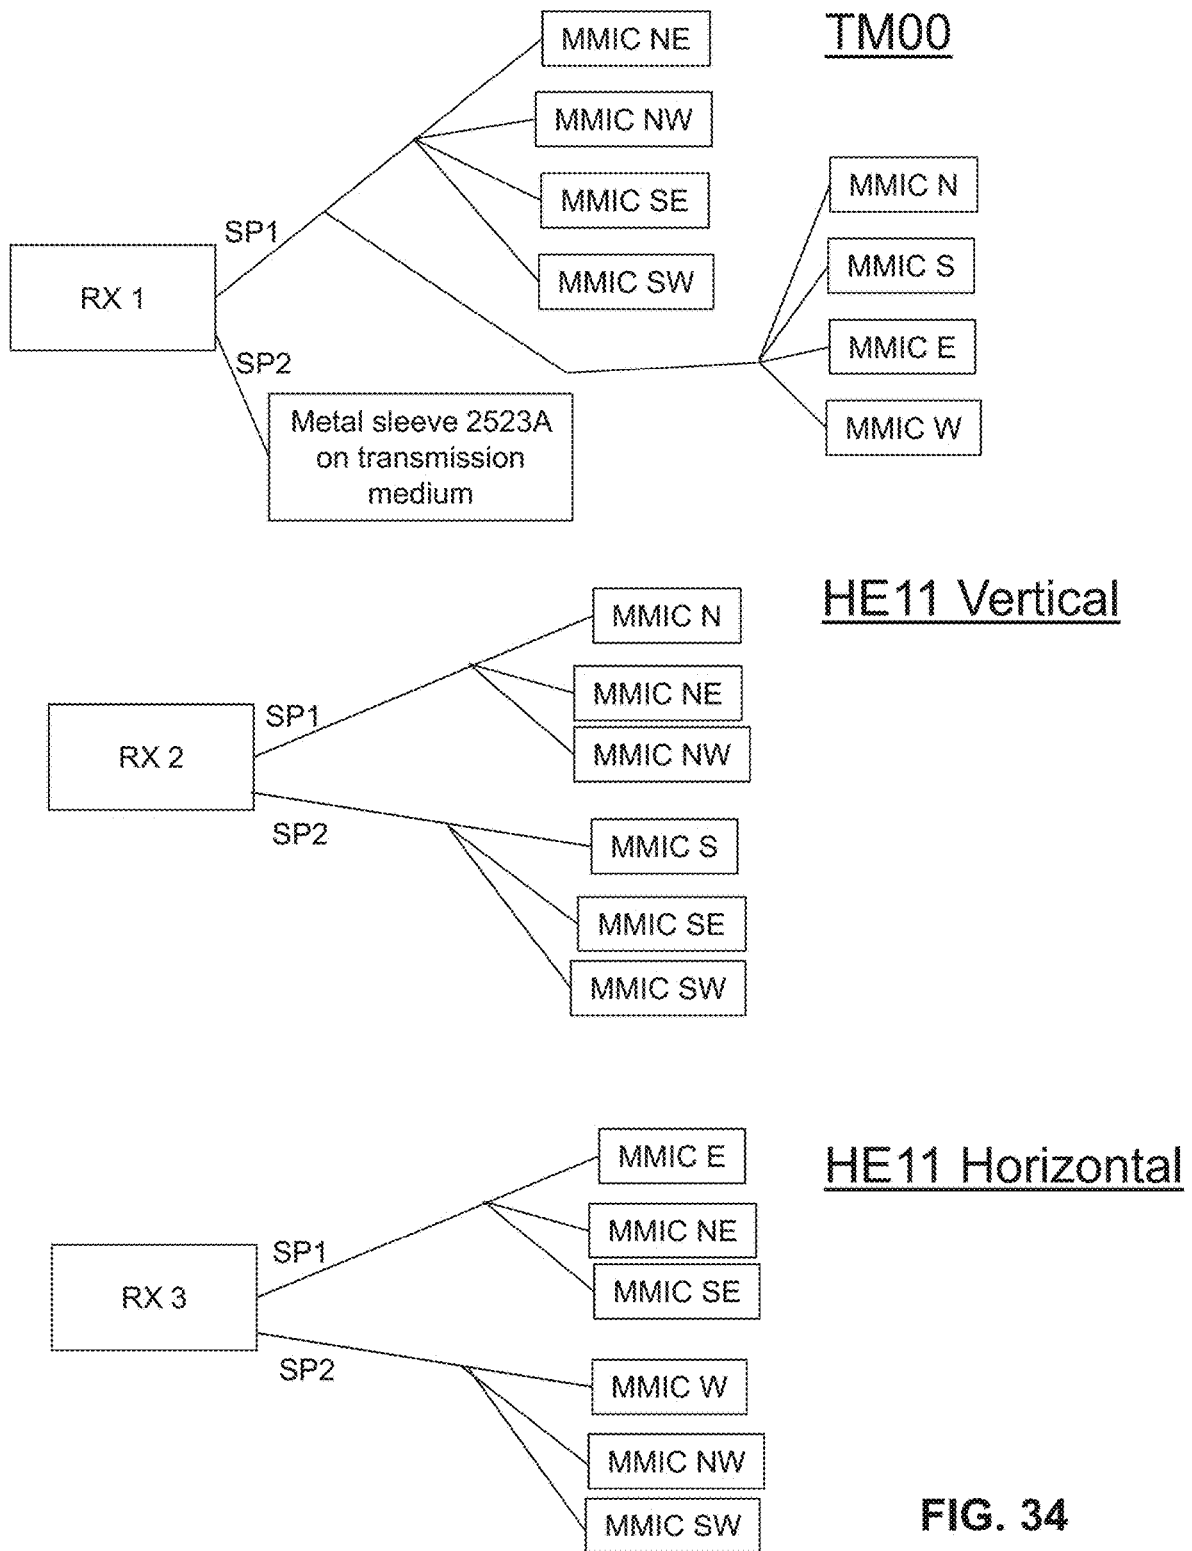 TM00
MMIC NE
MMIC NW
MMIC SE
MMIC SW
MMIC N
MMIC S
MMIC E
MMIC W
SP1
RX 1
SP2
Metal sleeve 2523A
on transmission
medium
HE11 Vertical
MMIC N
MMIC NE
MMIC NW
SP1
RX 2
SP2
MMIC S
MMIC SE
MMIC SW
HE11 Horizontal
MMIC E
MMIC NE
MMIC SE
SP1
RX 3
SP2
MMIC W
MMIC NW
MMIC SW
FIG. 34